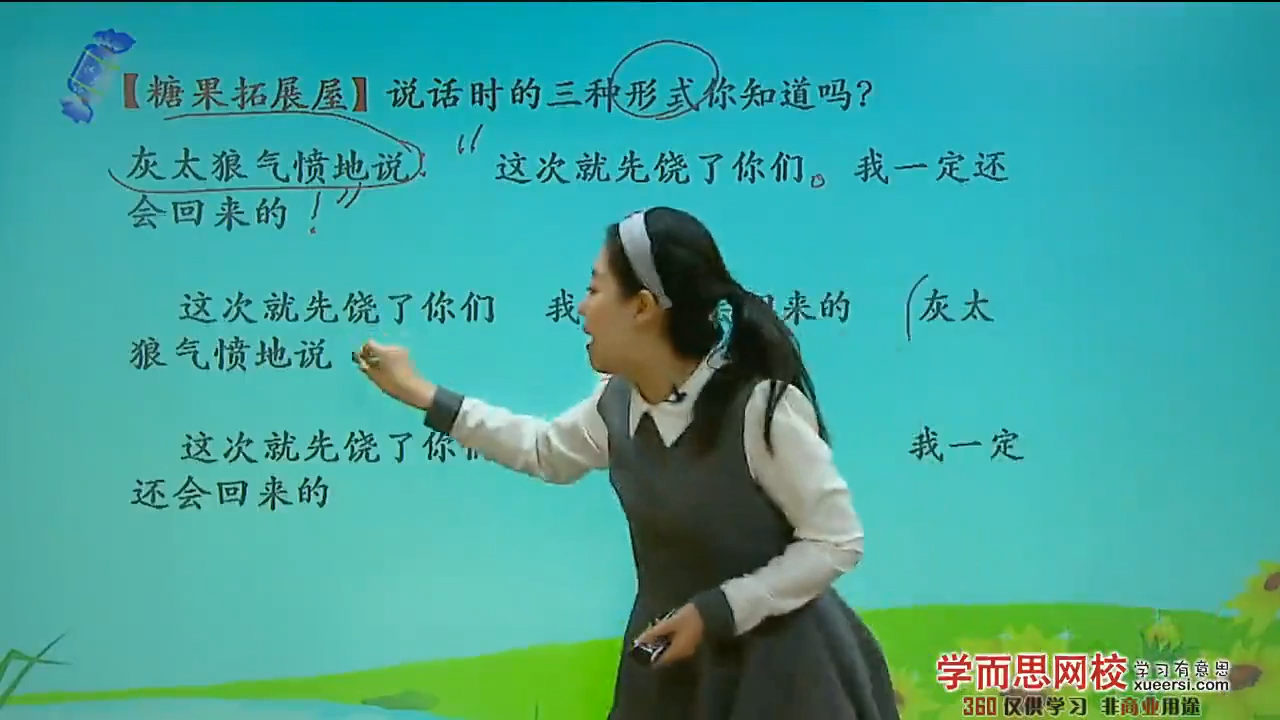 【糖果拓展屋】说话时的三种形式你知道吗？
灰太狼气愤地说：“这次就先饶了你们。我一定还
会回来的！”
这次就先饶了你们 我 回来的 灰太
狼气愤地说
这次就先饶了你 我一定
还会回来的
学而思网校 学习有意思
xueersi.com
360 仅供学习 非商业用途